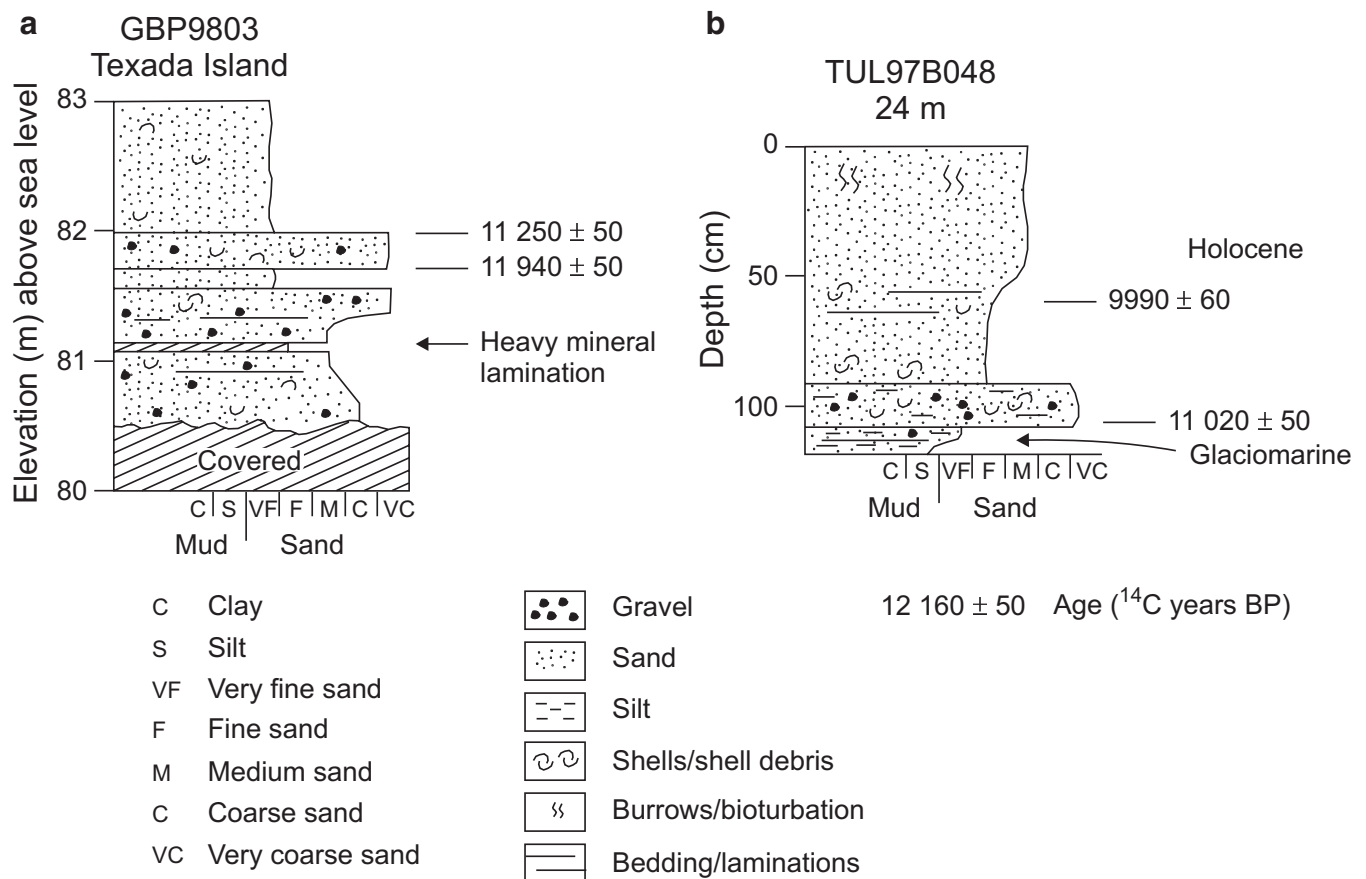 a
GBP9803
Texada Island
Elevation (m) above sea level
83
82
81
80
11 250 ± 50
11 940 ± 50
Heavy mineral
lamination
Covered
C S VF F M C VC
Mud Sand
b
TUL97B048
24 m
Depth (cm)
0
50
100
Holocene
9990 ± 60
11 020 ± 50
Glaciomarine
C S VF F M C VC
Mud Sand
C Clay
S Silt
VF Very fine sand
F Fine sand
M Medium sand
C Coarse sand
VC Very coarse sand
Gravel
Sand
Silt
Shells/shell debris
Burrows/bioturbation
Bedding/laminations
12 160 ± 50 Age (¹⁴C years BP)